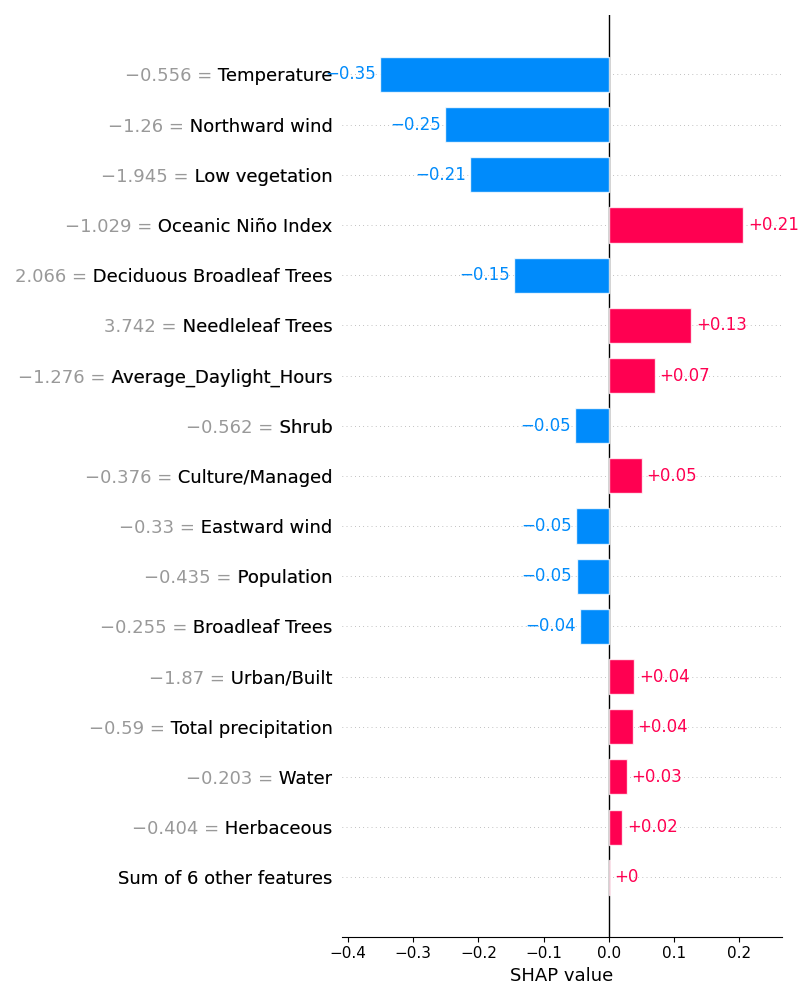 −0.556 = Temperature −0.35
−1.26 = Northward wind −0.25
−1.945 = Low vegetation −0.21
−1.029 = Oceanic Niño Index +0.21
2.066 = Deciduous Broadleaf Trees −0.15
3.742 = Needleleaf Trees +0.13
−1.276 = Average_Daylight_Hours +0.07
−0.562 = Shrub −0.05
−0.376 = Culture/Managed +0.05
−0.33 = Eastward wind −0.05
−0.435 = Population −0.05
−0.255 = Broadleaf Trees −0.04
−1.87 = Urban/Built +0.04
−0.59 = Total precipitation +0.04
−0.203 = Water +0.03
−0.404 = Herbaceous +0.02
Sum of 6 other features +0
−0.4 −0.3 −0.2 −0.1 0.0 0.1 0.2
SHAP value